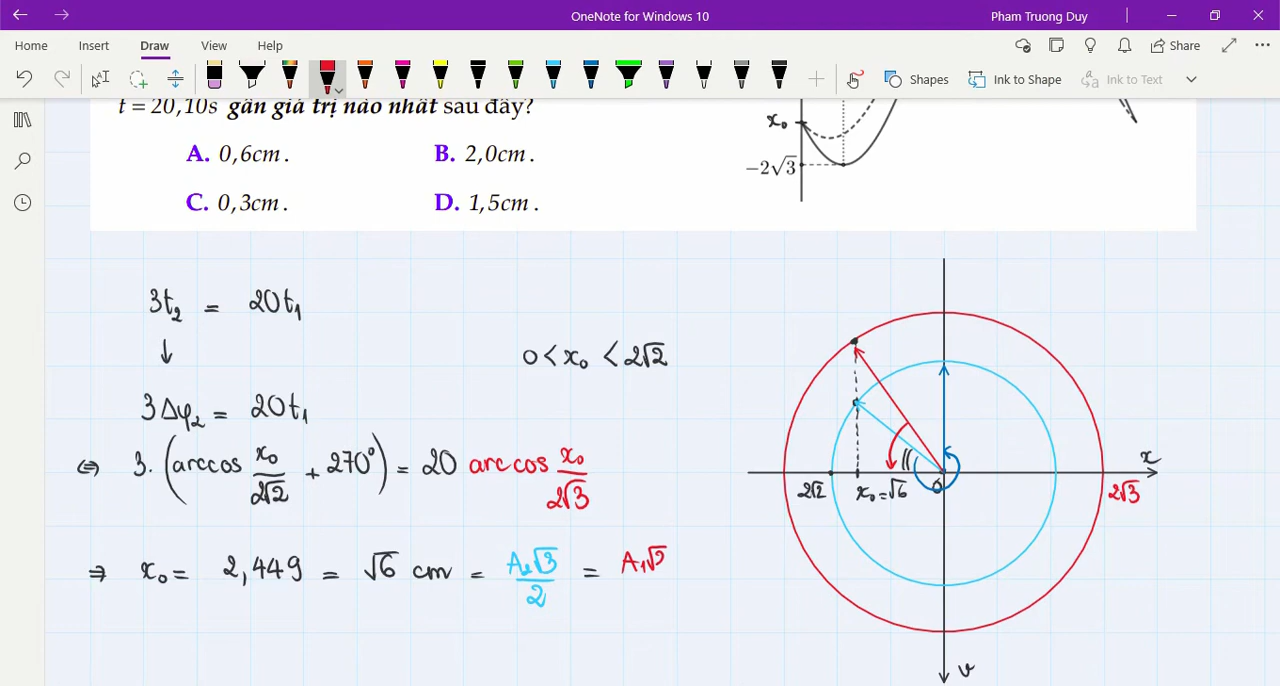 OneNote for Windows 10
Pham Truong Duy
Home Insert Draw View Help
Share
Shapes
Ink to Shape
Ink to Text
t = 20,10s gần giá trị nào nhất sau đây?
A. 0,6cm. B. 2,0cm.
C. 0,3cm. D. 1,5cm.
x₀
−2√3
3t₂ = 20t₁
↓
0 < x₀ < 2√2
3Δφ₂ = 20t₁
⇔ 3. (arccos x₀/2√2 + 270°) = 20 arccos x₀/2√3
⇒ x₀ = 2,449 = √6 cm = A₂√3/2 = A₁√2
x
2√2 x₀=√6 O 2√3
v